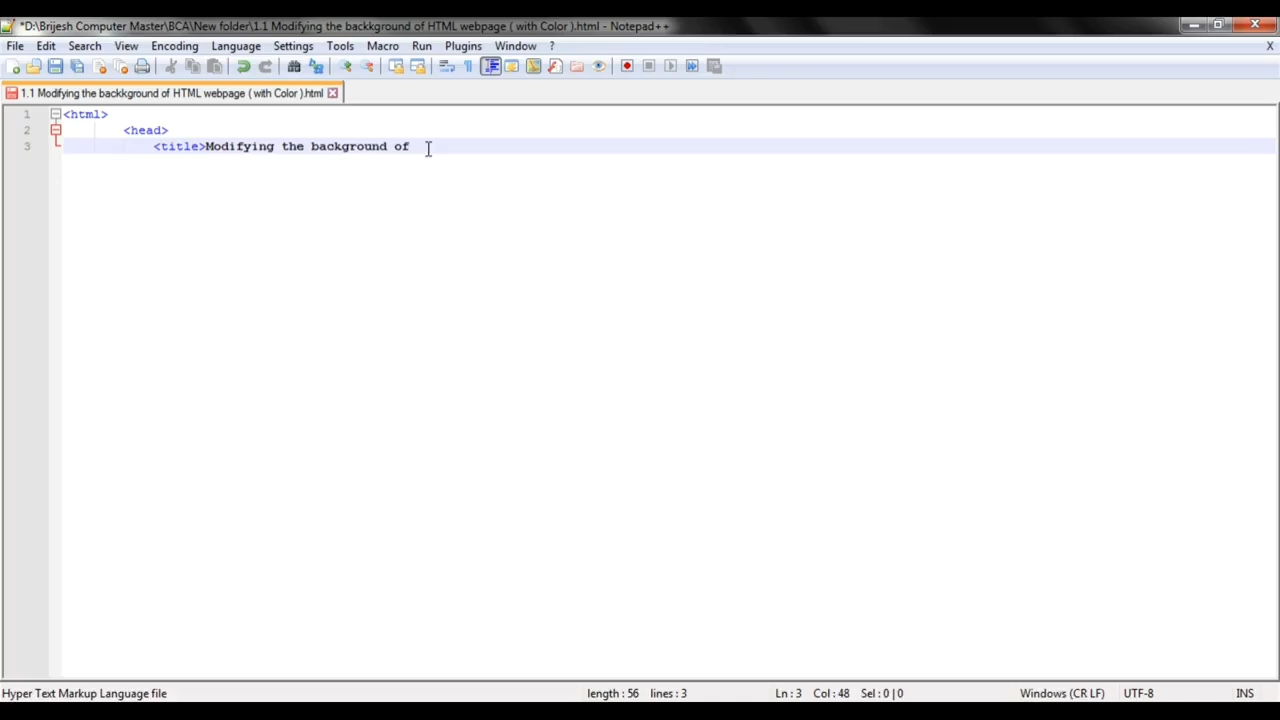 *D:\Brijesh Computer Master\BCA\New folder\1.1 Modifying the backkground of HTML webpage ( with Color ).html - Notepad++
File Edit Search View Encoding Language Settings Tools Macro Run Plugins Window ? X
1.1 Modifying the backkground of HTML webpage ( with Color ).html
1 <html>
2 <head>
3 <title>Modifying the background of
Hyper Text Markup Language file length : 56 lines : 3 Ln : 3 Col : 48 Sel : 0 | 0 Windows (CR LF) UTF-8 INS